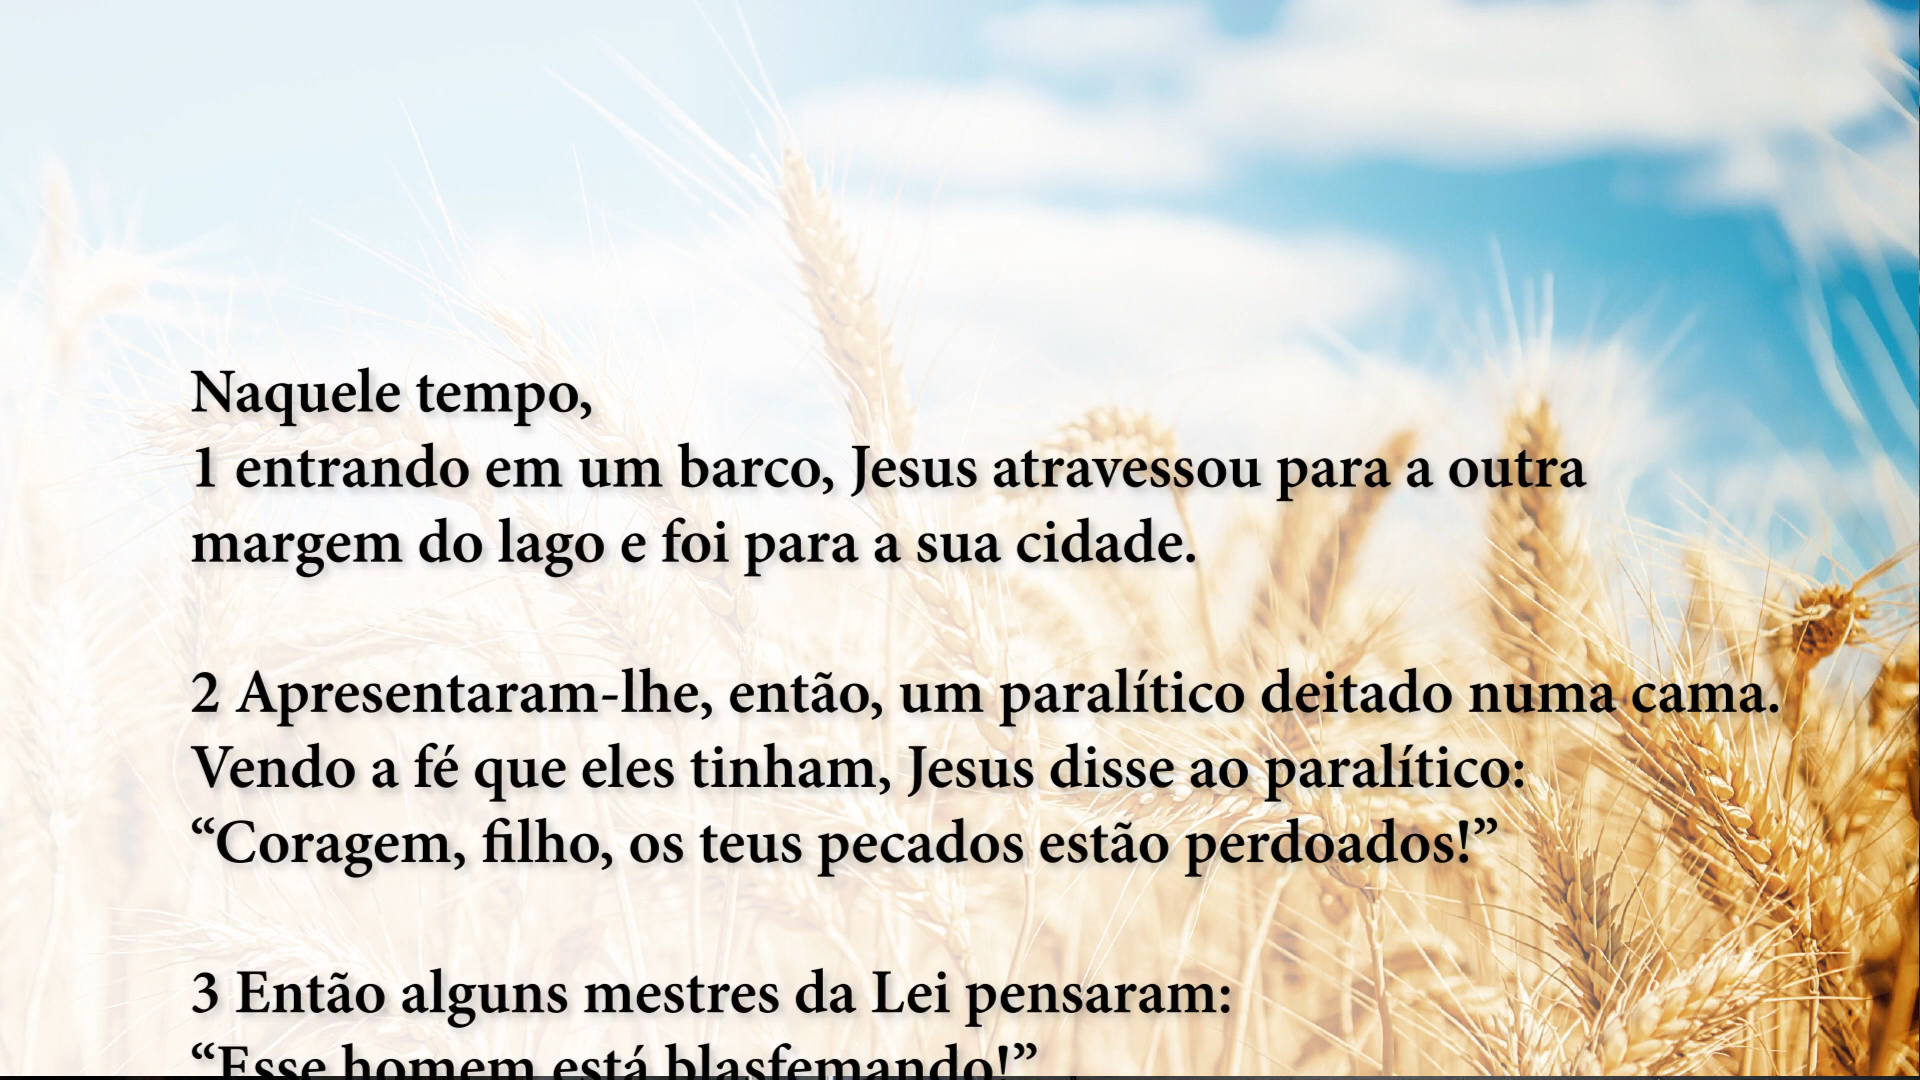 Naquele tempo,
1 entrando em um barco, Jesus atravessou para a outra
margem do lago e foi para a sua cidade.
2 Apresentaram-lhe, então, um paralítico deitado numa cama.
Vendo a fé que eles tinham, Jesus disse ao paralítico:
“Coragem, filho, os teus pecados estão perdoados!”
3 Então alguns mestres da Lei pensaram:
“Esse homem está blasfemando!”